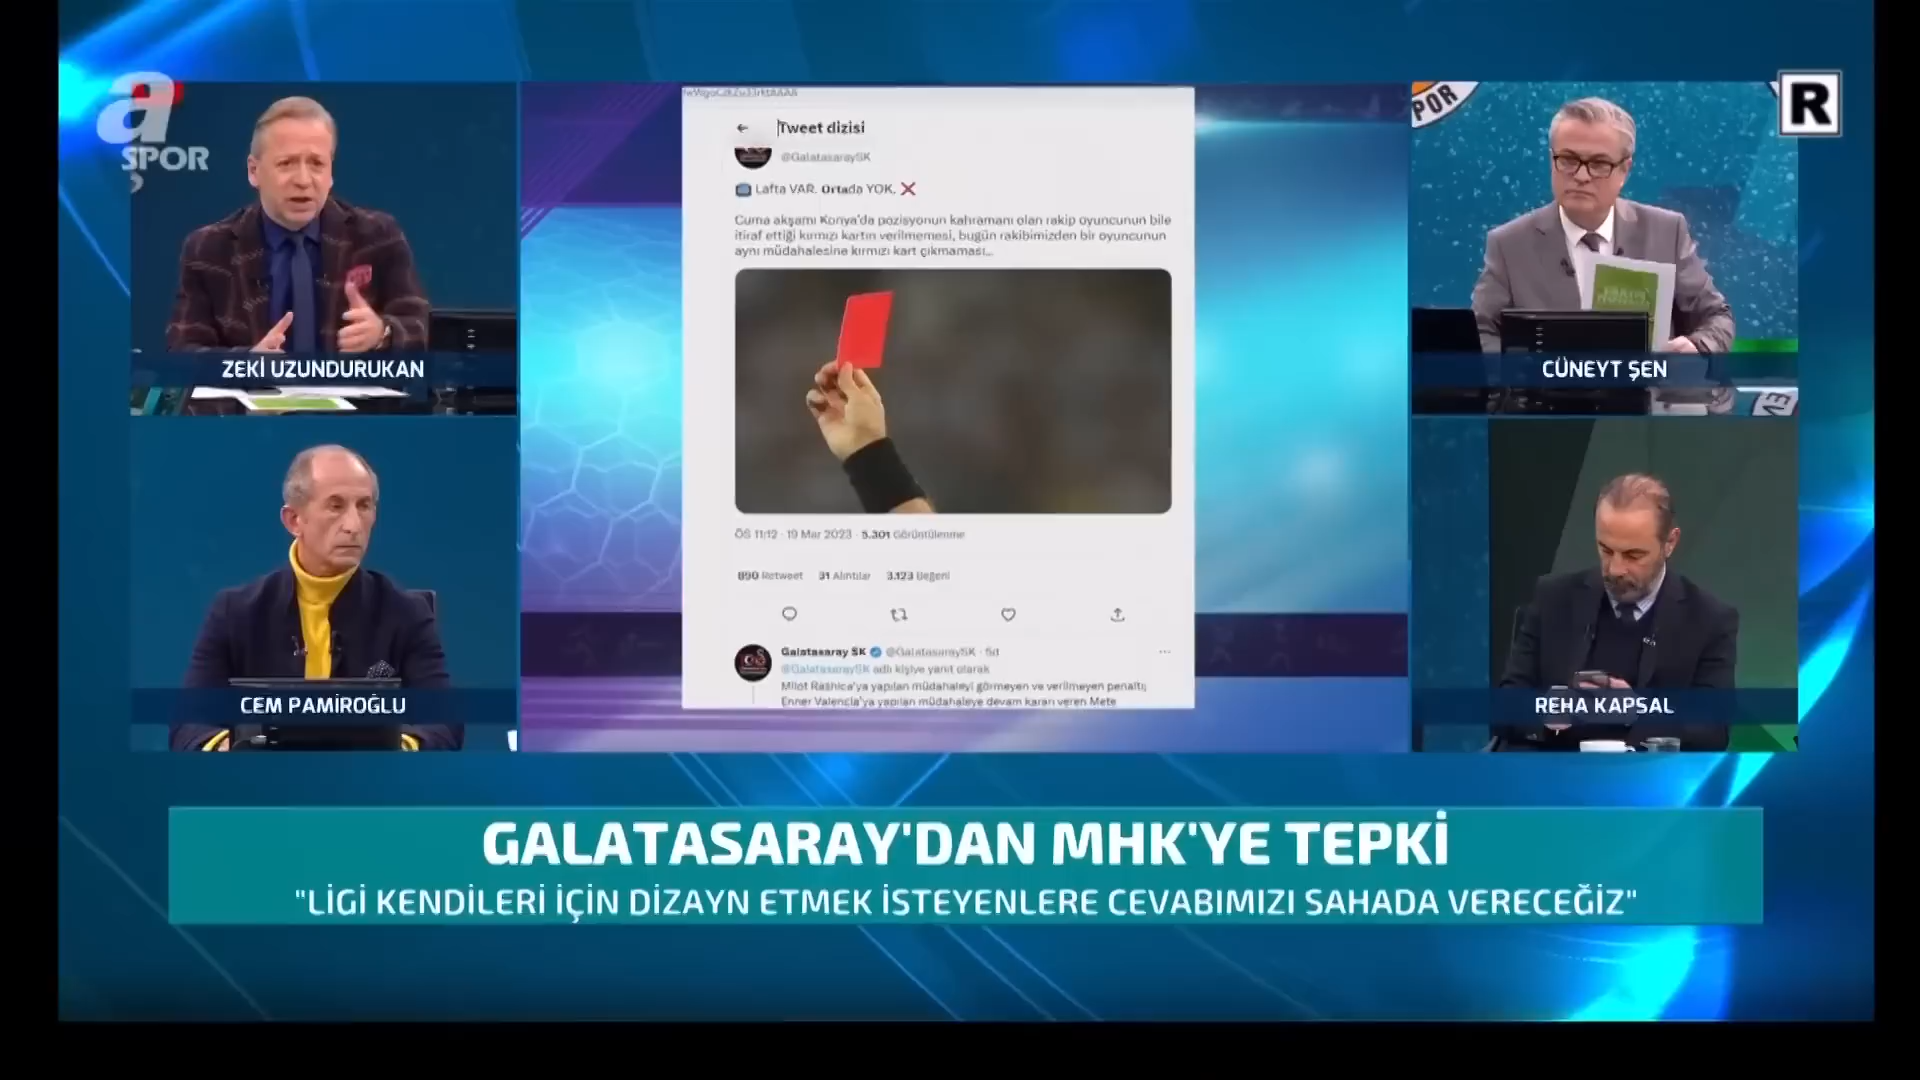 a
SPOR
R
SPOR
ZEKİ UZUNDURUKAN
CÜNEYT ŞEN
CEM PAMİROĞLU
REHA KAPSAL
Tweet dizisi
@GalatasaraySK
Lafta VAR. Ortada YOK. ❌
Cuma akşamı Konya'da pozisyonun kahramanı olan rakip oyuncunun bile
itiraf ettiği kırmızı kartın verilmemesi, bugün rakibimizden bir oyuncunun
aynı müdahalesine kırmızı kart çıkmaması...
ÖS 11:12 · 19 Mar 2023 · 5.301 Görüntülenme
890 Retweet 31 Alıntılar 3.123 Beğeni
Galatasaray SK @GalatasaraySK · 5d
@GalatasaraySK adlı kişiye yanıt olarak
Milot Rashica'ya yapılan müdahaleyi görmeyen ve verilmeyen penaltı;
Enner Valencia'ya yapılan müdahaleye devam kararı veren Mete
GALATASARAY'DAN MHK'YE TEPKİ
"LİGİ KENDİLERİ İÇİN DİZAYN ETMEK İSTEYENLERE CEVABIMIZI SAHADA VERECEĞİZ"